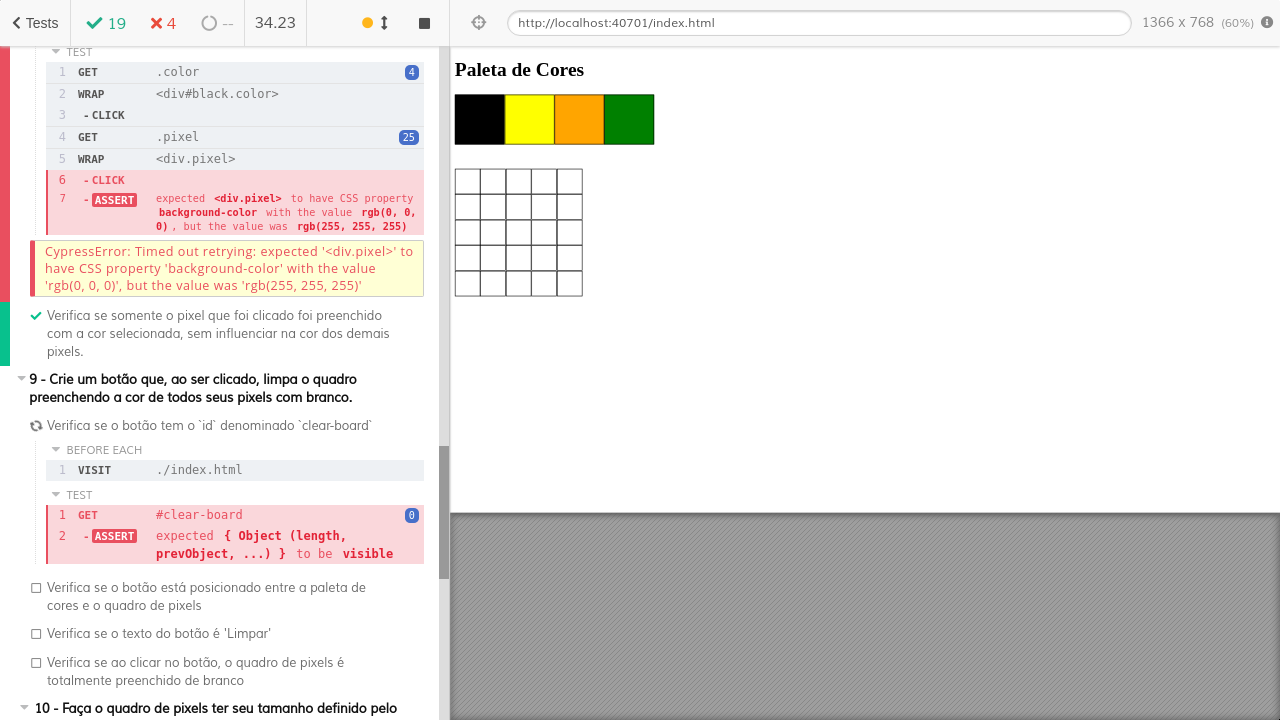 Tests 19 4 -- 34.23 http://localhost:40701/index.html 1366 x 768 (60%)
TEST
1 GET .color 4
2 WRAP <div#black.color>
3 - CLICK
4 GET .pixel 25
5 WRAP <div.pixel>
6 - CLICK
7 - ASSERT expected <div.pixel> to have CSS property
background-color with the value rgb(0, 0,
0) , but the value was rgb(255, 255, 255)
CypressError: Timed out retrying: expected '<div.pixel>' to
have CSS property 'background-color' with the value
'rgb(0, 0, 0)', but the value was 'rgb(255, 255, 255)'
Verifica se somente o pixel que foi clicado foi preenchido
com a cor selecionada, sem influenciar na cor dos demais
pixels.
9 - Crie um botão que, ao ser clicado, limpa o quadro
preenchendo a cor de todos seus pixels com branco.
Verifica se o botão tem o `id` denominado `clear-board`
BEFORE EACH
1 VISIT ./index.html
TEST
1 GET #clear-board 0
2 - ASSERT expected { Object (length,
prevObject, ...) } to be visible
Verifica se o botão está posicionado entre a paleta de
cores e o quadro de pixels
Verifica se o texto do botão é 'Limpar'
Verifica se ao clicar no botão, o quadro de pixels é
totalmente preenchido de branco
10 - Faça o quadro de pixels ter seu tamanho definido pelo
Paleta de Cores